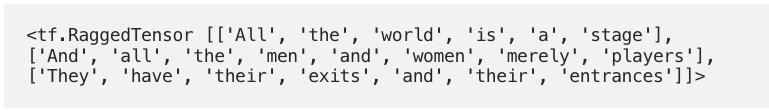 <tf.RaggedTensor [['All', 'the', 'world', 'is', 'a', 'stage'],
['And', 'all', 'the', 'men', 'and', 'women', 'merely', 'players'],
['They', 'have', 'their', 'exits', 'and', 'their', 'entrances']]>